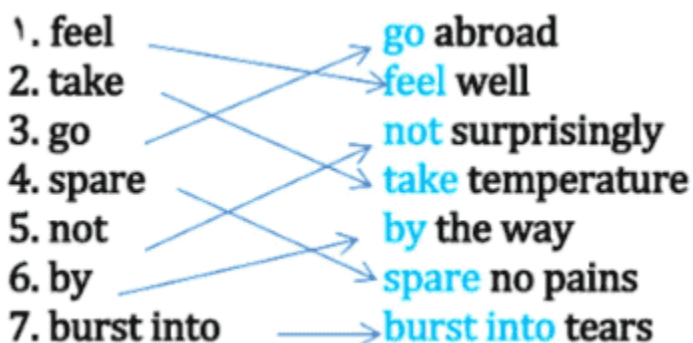 ١. feel
go abroad
2. take
feel well
3. go
not surprisingly
4. spare
take temperature
5. not
by the way
6. by
spare no pains
7. burst into
burst into tears